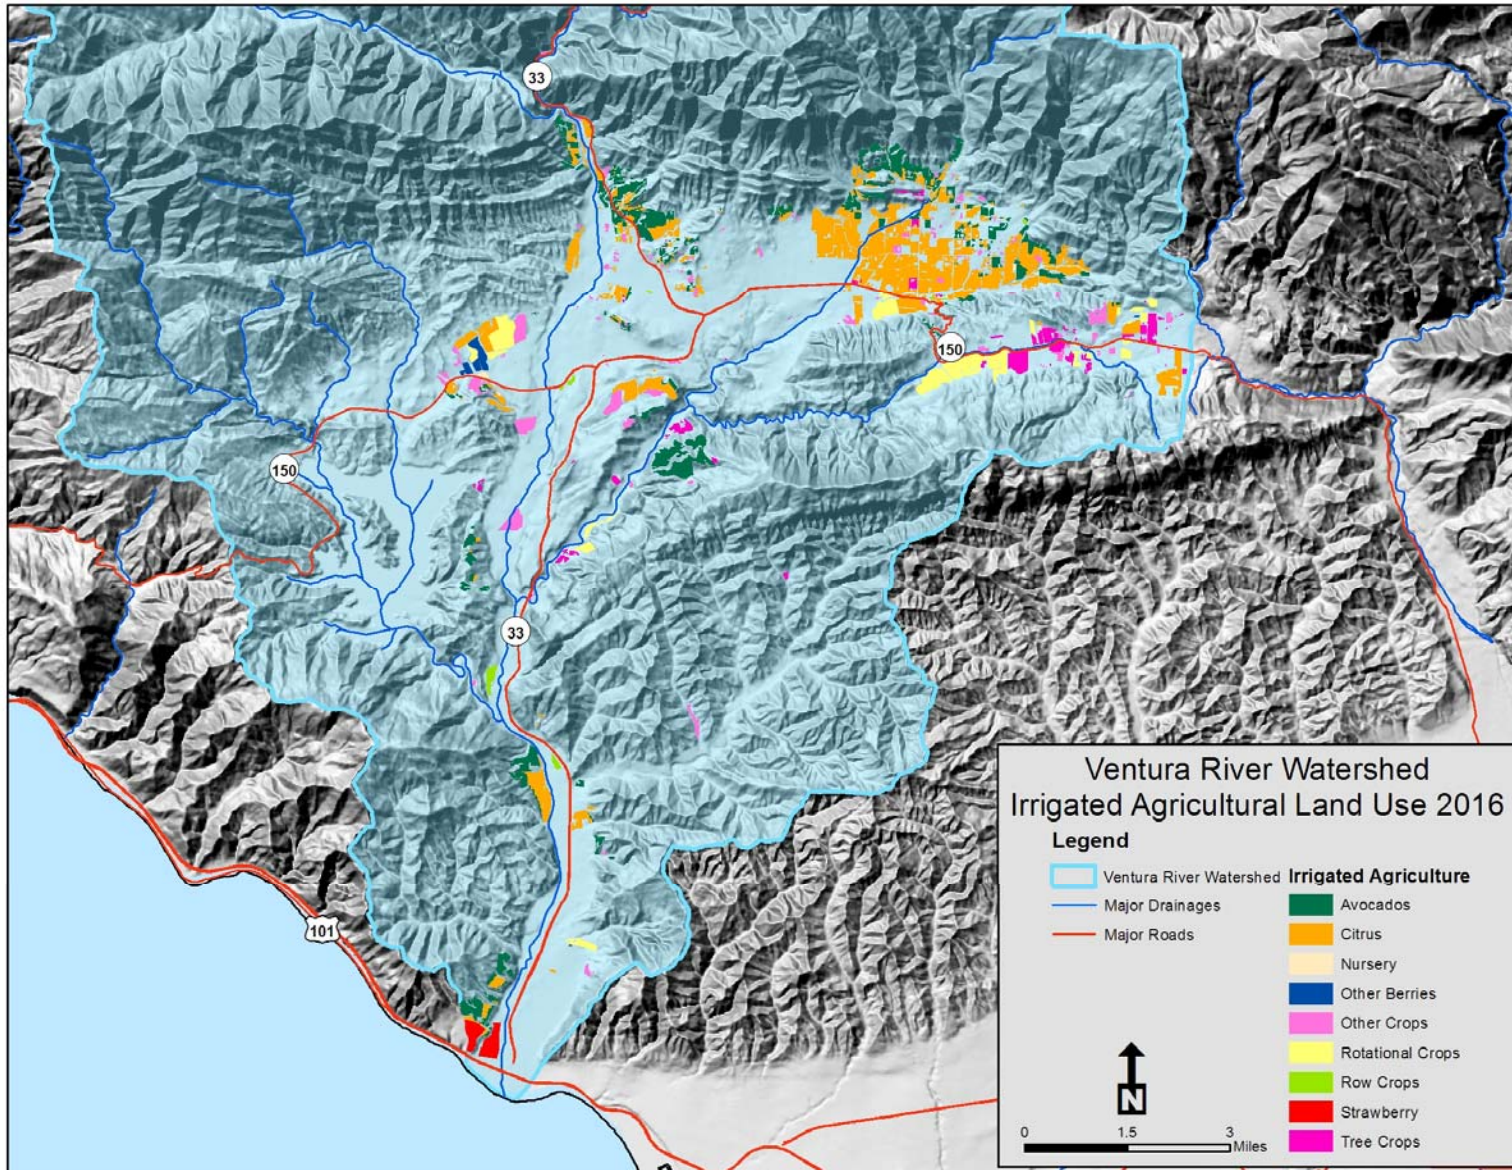 33
150
150
33
101
Ventura River Watershed
Irrigated Agricultural Land Use 2016
Legend
Ventura River Watershed
Major Drainages
Major Roads
Irrigated Agriculture
Avocados
Citrus
Nursery
Other Berries
Other Crops
Rotational Crops
Row Crops
Strawberry
Tree Crops
N
0 1.5 3
Miles